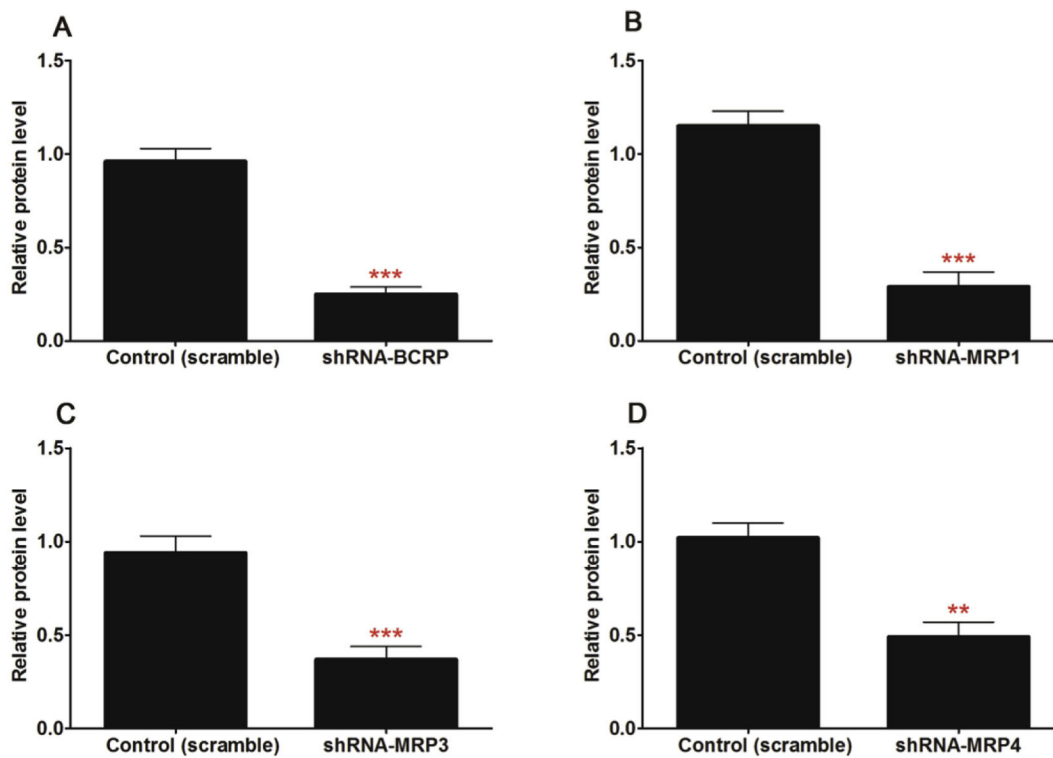 A
Relative protein level
1.5
1.0
0.5
0.0
***
Control (scramble) shRNA-BCRP
B
Relative protein level
1.5
1.0
0.5
0.0
***
Control (scramble) shRNA-MRP1
C
Relative protein level
1.5
1.0
0.5
0.0
***
Control (scramble) shRNA-MRP3
D
Relative protein level
1.5
1.0
0.5
0.0
**
Control (scramble) shRNA-MRP4